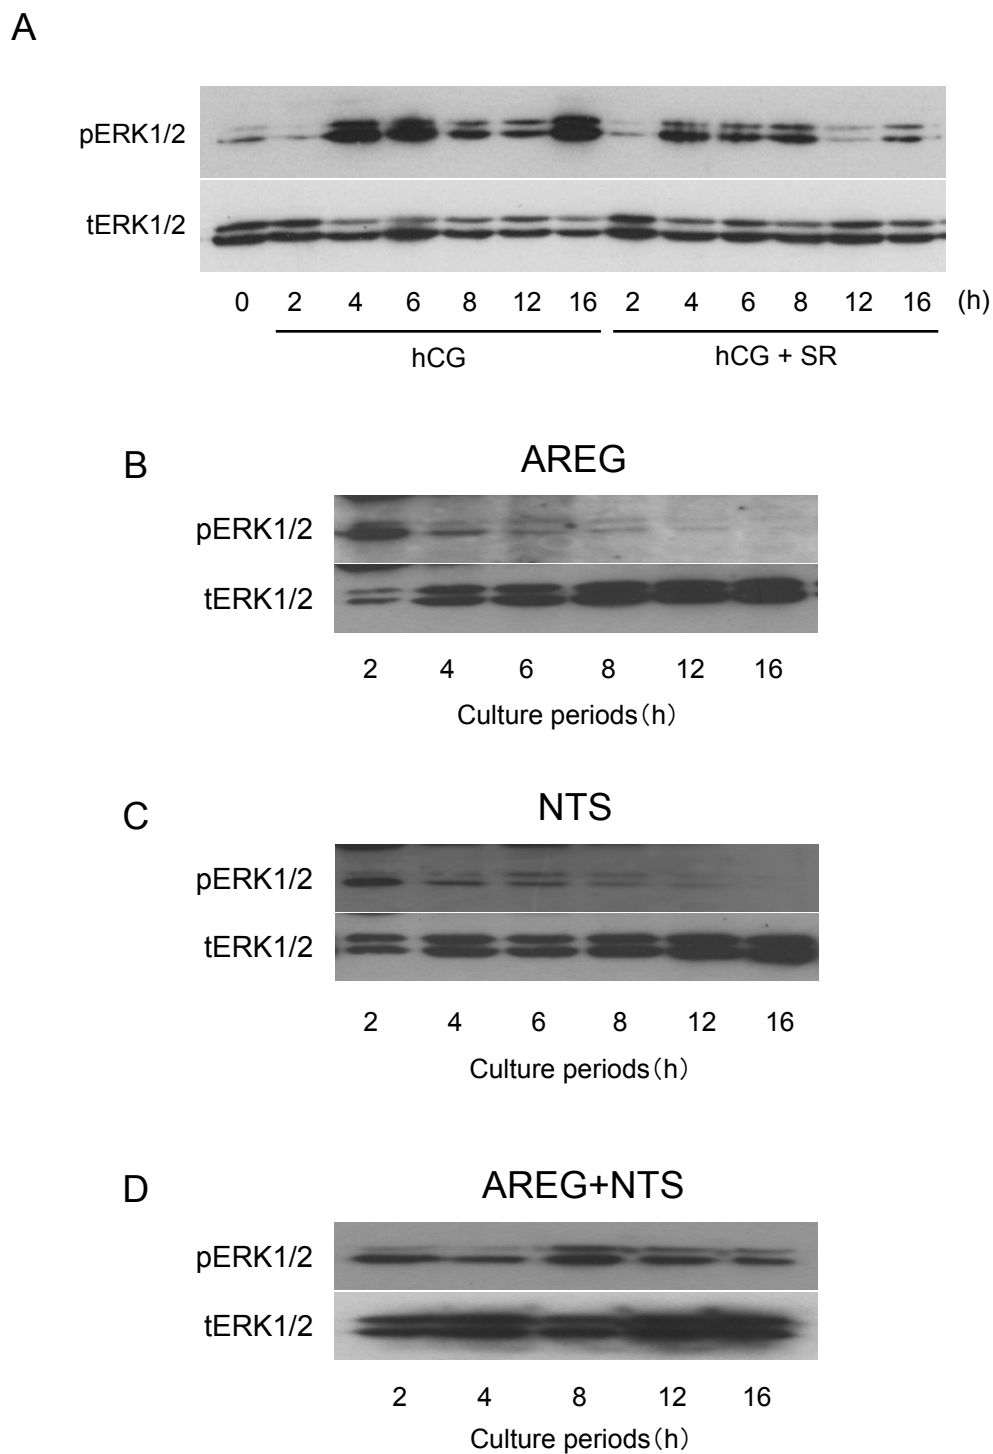 A
pERK1/2
tERK1/2
0 2 4 6 8 12 16 2 4 6 8 12 16 (h)
hCG hCG + SR
B AREG
pERK1/2
tERK1/2
2 4 6 8 12 16
Culture periods（h）
C NTS
pERK1/2
tERK1/2
2 4 6 8 12 16
Culture periods（h）
D AREG+NTS
pERK1/2
tERK1/2
2 4 8 12 16
Culture periods（h）